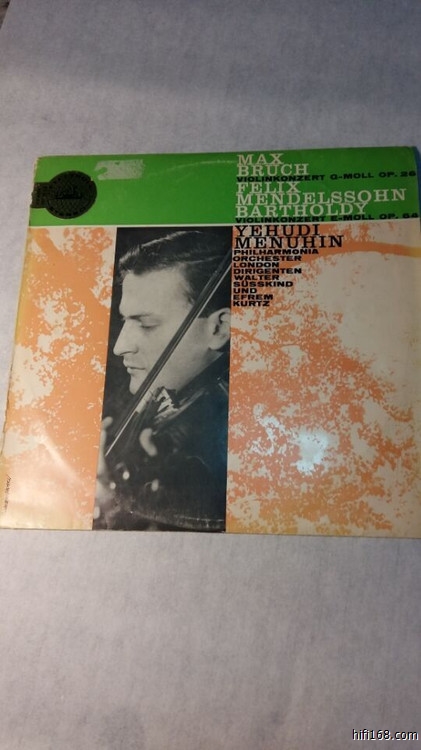 MAX
BRUCH
VIOLINKONZERT G-MOLL OP. 26
FELIX
MENDELSSOHN
BARTHOLDY
VIOLINKONZERT E-MOLL OP. 64
YEHUDI
MENUHIN
PHILHARMONIA
ORCHESTER
LONDON
DIRIGENTEN
WALTER
SÜSSKIND
UND
EFREM
KURTZ
hifi168.com